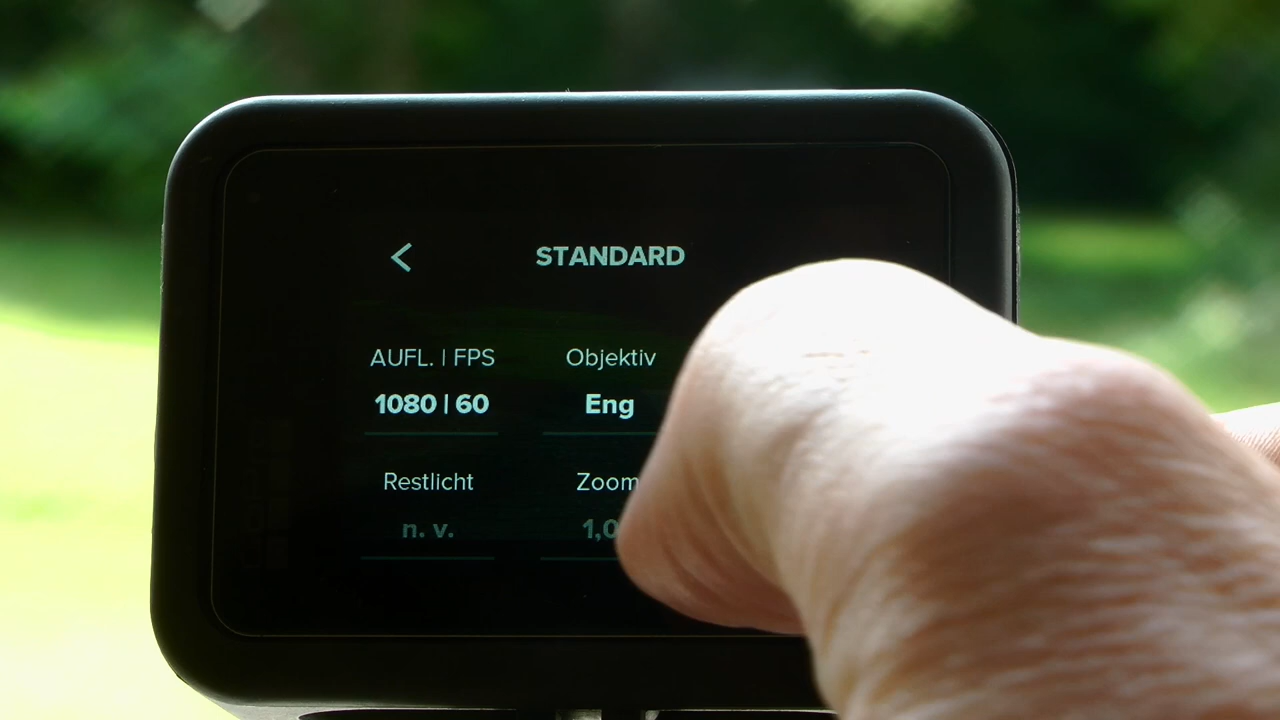 STANDARD
AUFL. | FPS
Objektiv
1080 | 60
Eng
Restlicht
Zoom
n. v.
1,0